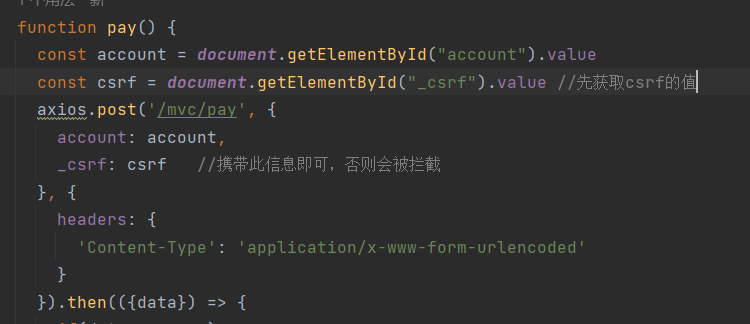 function pay() {
const account = document.getElementById("account").value
const csrf = document.getElementById("_csrf").value //先获取csrf的值
axios.post('/mvc/pay', {
account: account,
_csrf: csrf //携带此信息即可，否则会被拦截
}, {
headers: {
'Content-Type': 'application/x-www-form-urlencoded'
}
}).then(({data}) => {